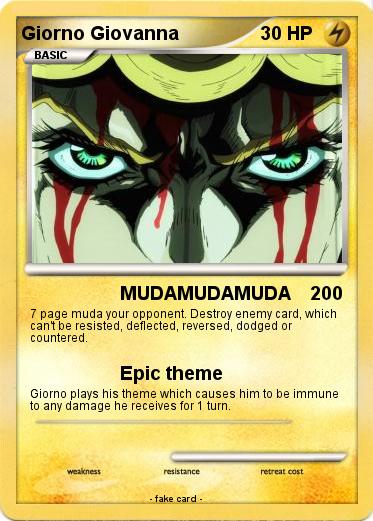 Giorno Giovanna 30 HP
BASIC
MUDAMUDAMUDA 200
7 page muda your opponent. Destroy enemy card, which
can't be resisted, deflected, reversed, dodged or
countered.
Epic theme
Giorno plays his theme which causes him to be immune
to any damage he receives for 1 turn.
weakness resistance retreat cost
- fake card -